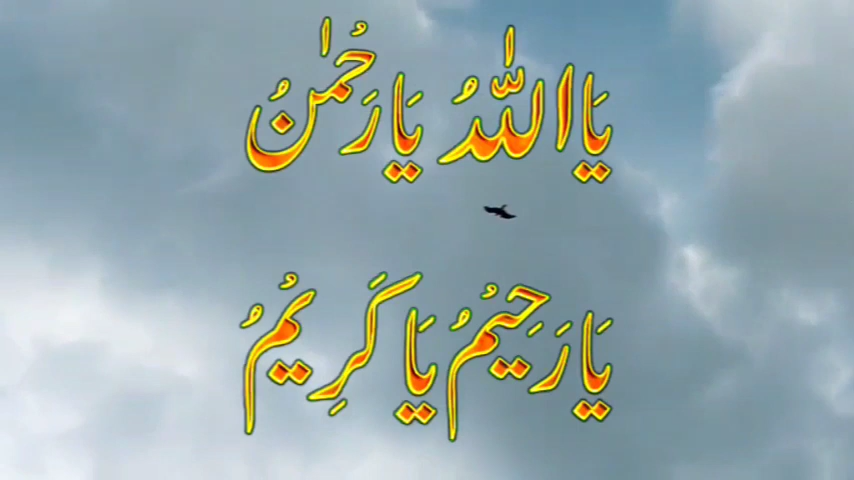 يَا اللّٰهُ يَا رَحْمٰنُ
يَا رَحِيْمُ يَا كَرِيْمُ